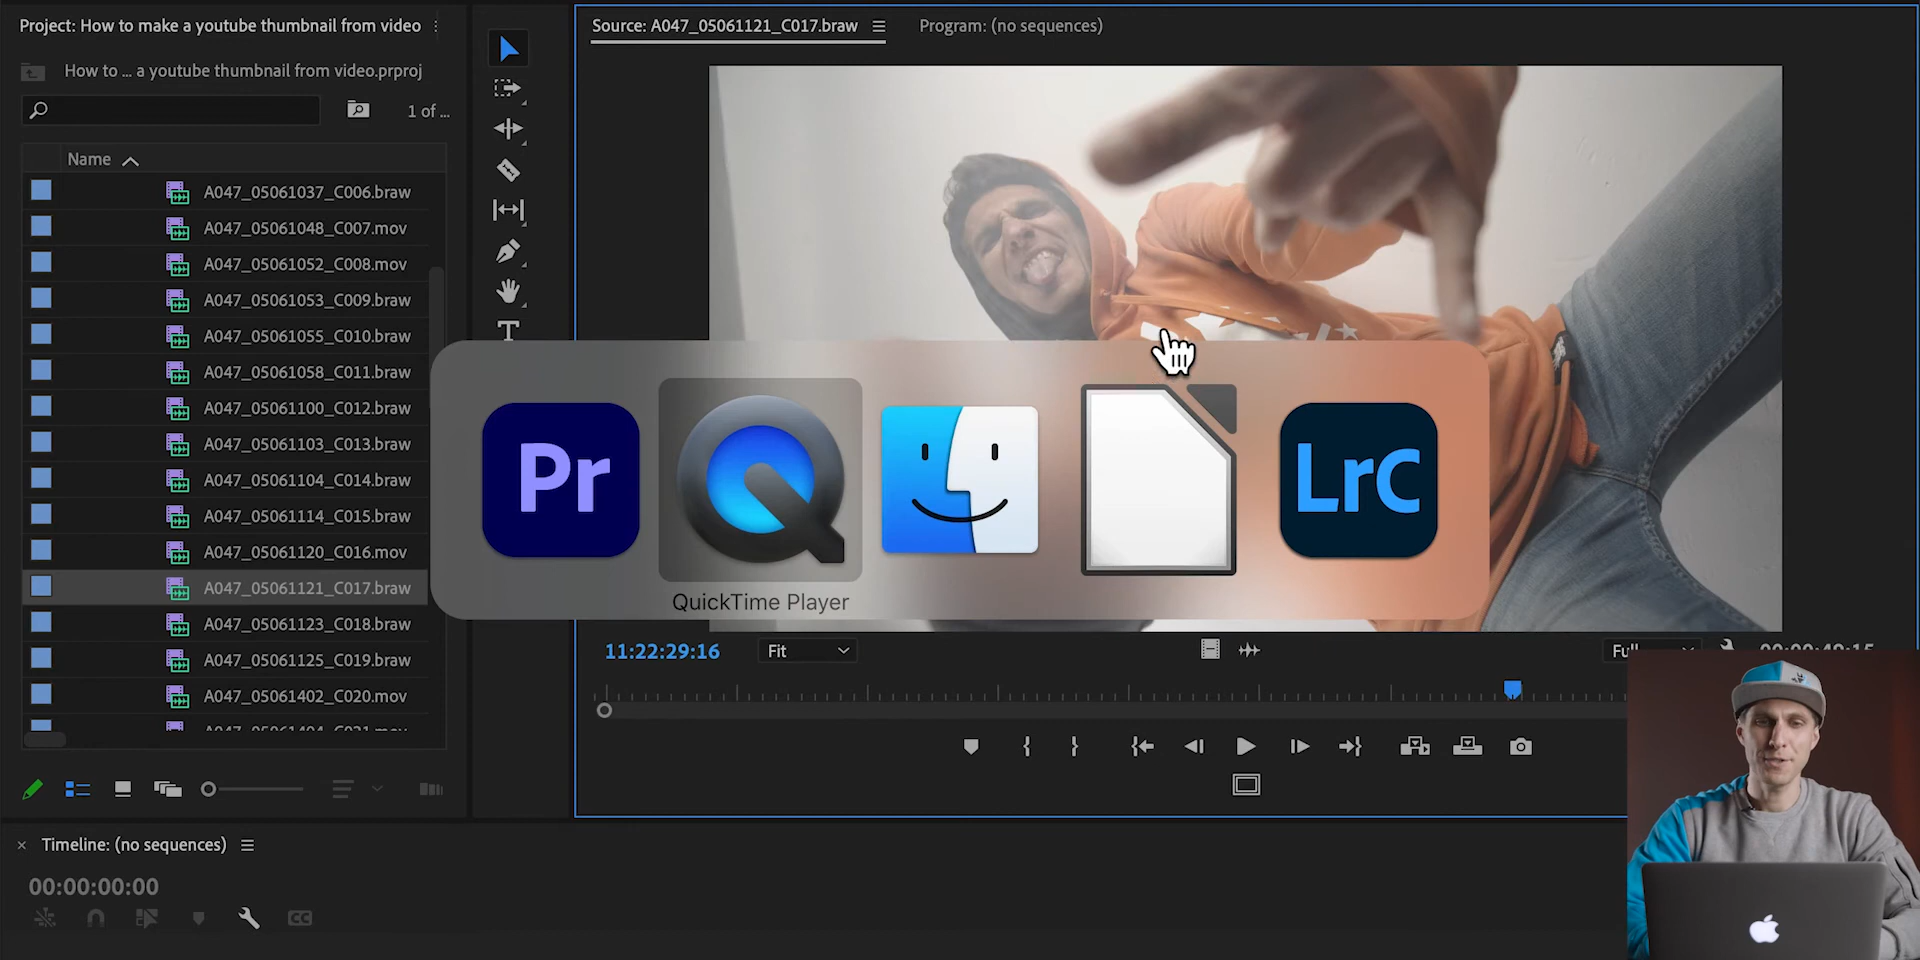 Project: How to make a youtube thumbnail from video
How to ... a youtube thumbnail from video.prproj
1 of ...
Name
A047_05061037_C006.braw
A047_05061048_C007.mov
A047_05061052_C008.mov
A047_05061053_C009.braw
A047_05061055_C010.braw
A047_05061058_C011.braw
A047_05061100_C012.braw
A047_05061103_C013.braw
A047_05061104_C014.braw
A047_05061114_C015.braw
A047_05061120_C016.mov
A047_05061121_C017.braw
A047_05061123_C018.braw
A047_05061125_C019.braw
A047_05061402_C020.mov
Source: A047_05061121_C017.braw
Program: (no sequences)
T
Pr
LrC
QuickTime Player
11:22:29:16
Fit
Timeline: (no sequences)
00:00:00:00
CC